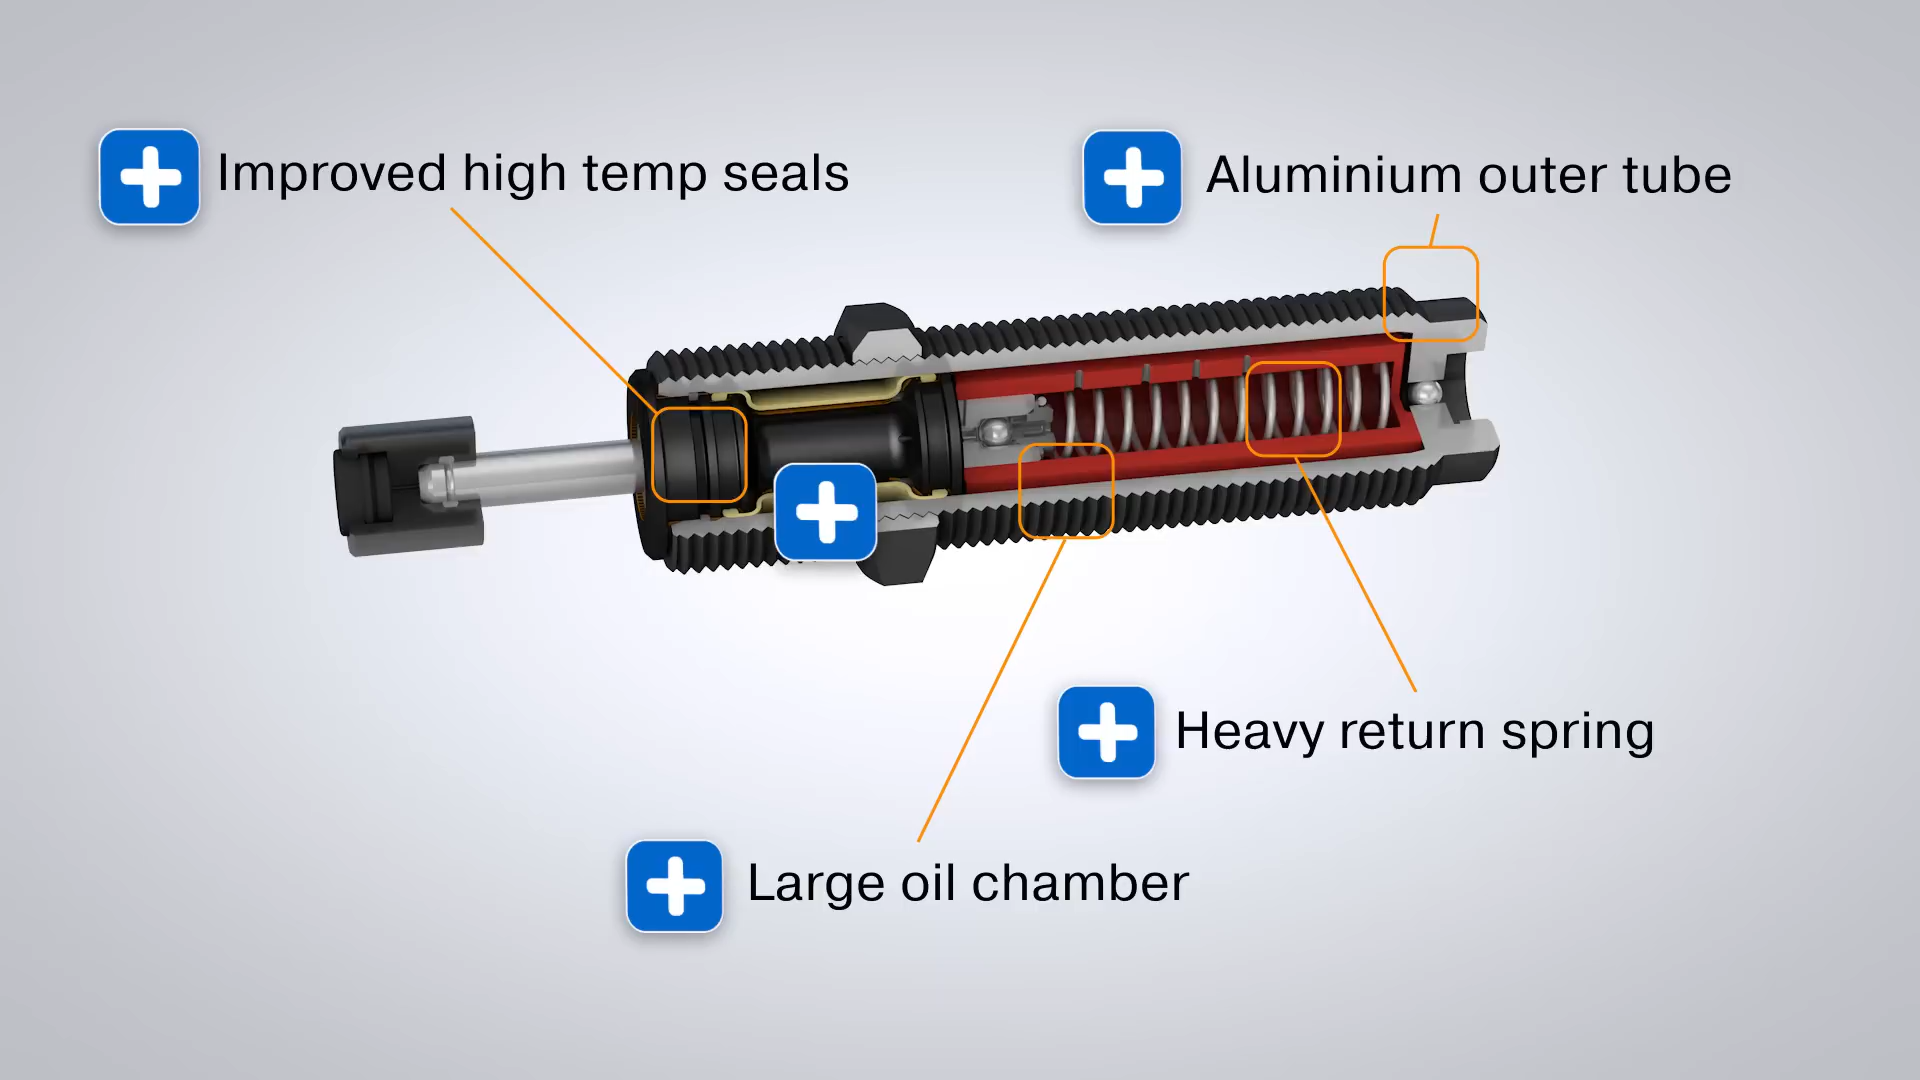 Improved high temp seals
Aluminium outer tube
Heavy return spring
Large oil chamber